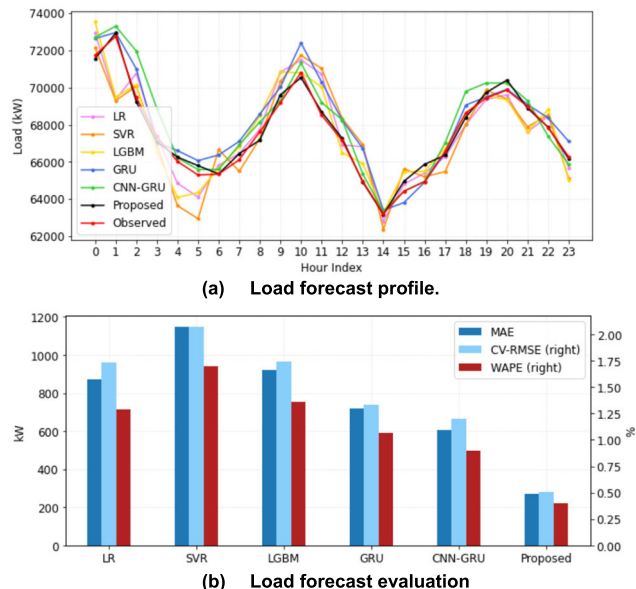 74000
72000
70000
68000
66000
64000
62000
Load (kW)
LR
SVR
LGBM
GRU
CNN-GRU
Proposed
Observed
0 1 2 3 4 5 6 7 8 9 10 11 12 13 14 15 16 17 18 19 20 21 22 23
Hour Index
(a) Load forecast profile.
1200
1000
800
600
400
200
0
kW
MAE
CV-RMSE (right)
WAPE (right)
2.00
1.75
1.50
1.25
1.00
0.75
0.50
0.25
0.00
%
LR SVR LGBM GRU CNN-GRU Proposed
(b) Load forecast evaluation